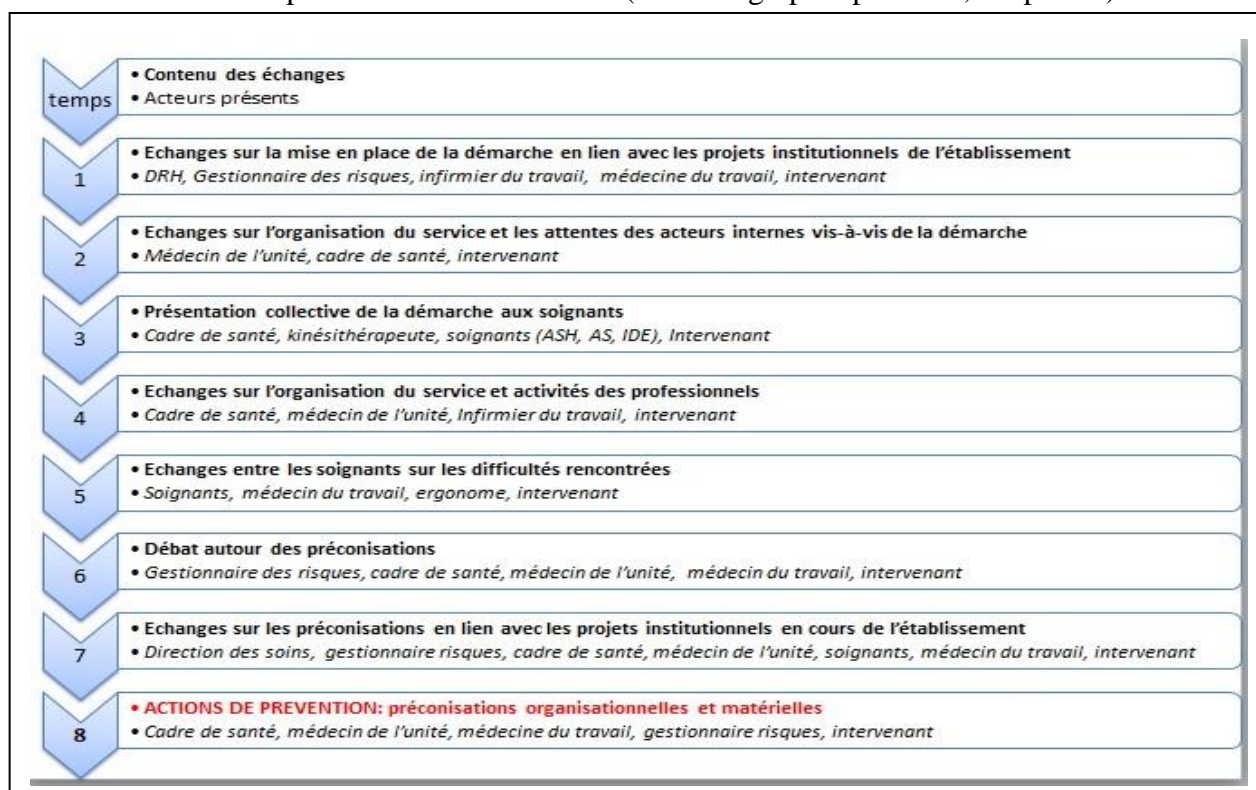 temps
• Contenu des échanges
• Acteurs présents
1
• Echanges sur la mise en place de la démarche en lien avec les projets institutionnels de l'établissement
• DRH, Gestionnaire des risques, infirmier du travail, médecine du travail, intervenant
2
• Echanges sur l'organisation du service et les attentes des acteurs internes vis-à-vis de la démarche
• Médecin de l'unité, cadre de santé, intervenant
3
• Présentation collective de la démarche aux soignants
• Cadre de santé, kinésithérapeute, soignants (ASH, AS, IDE), Intervenant
4
• Echanges sur l'organisation du service et activités des professionnels
• Cadre de santé, médecin de l'unité, Infirmier du travail, intervenant
5
• Echanges entre les soignants sur les difficultés rencontrées
• Soignants, médecin du travail, ergonome, intervenant
6
• Débat autour des préconisations
• Gestionnaire des risques, cadre de santé, médecin de l'unité, médecin du travail, intervenant
7
• Echanges sur les préconisations en lien avec les projets institutionnels en cours de l'établissement
• Direction des soins, gestionnaire risques, cadre de santé, médecin de l'unité, soignants, médecin du travail, intervenant
8
• ACTIONS DE PREVENTION: préconisations organisationnelles et matérielles
• Cadre de santé, médecin de l'unité, médecine du travail, gestionnaire risques, intervenant